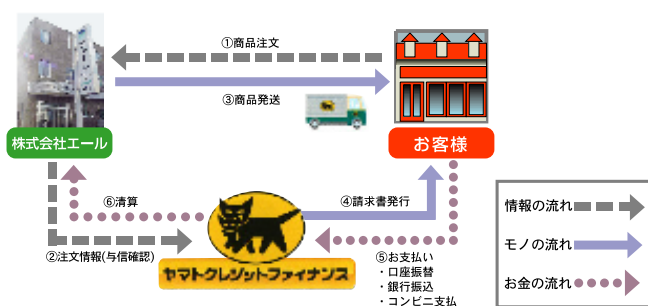 ①商品注文
③商品発送
株式会社エール
お客様
⑥清算
④請求書発行
②注文情報(与信確認)
ヤマトクレジットファイナンス
⑤お支払い
・口座振替
・銀行振込
・コンビニ支払
情報の流れ
モノの流れ
お金の流れ